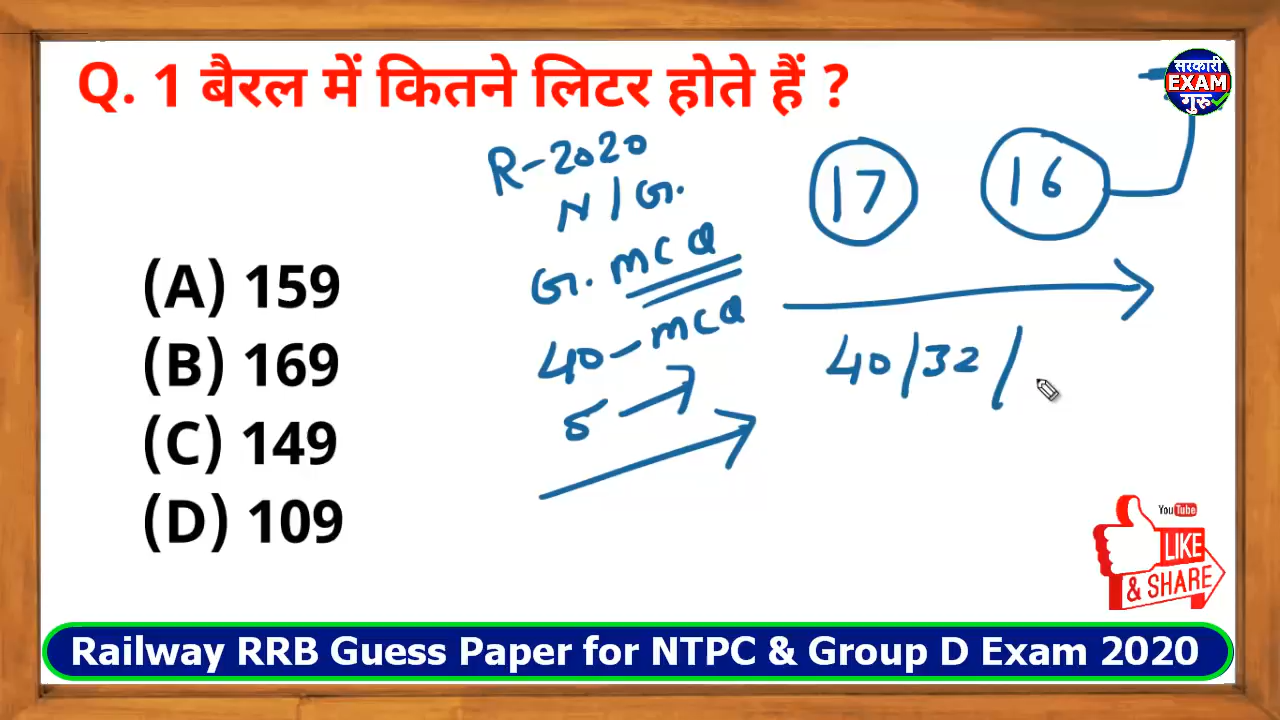 Q. 1 बैरल में कितने लिटर होते हैं ?
सरकारी
EXAM
गुरु
R-2020
N/G.
17
16
G. MCQ
(A) 159
40-MCQ
40/32/
(B) 169
5
(C) 149
(D) 109
YouTube
LIKE
& SHARE
Railway RRB Guess Paper for NTPC & Group D Exam 2020